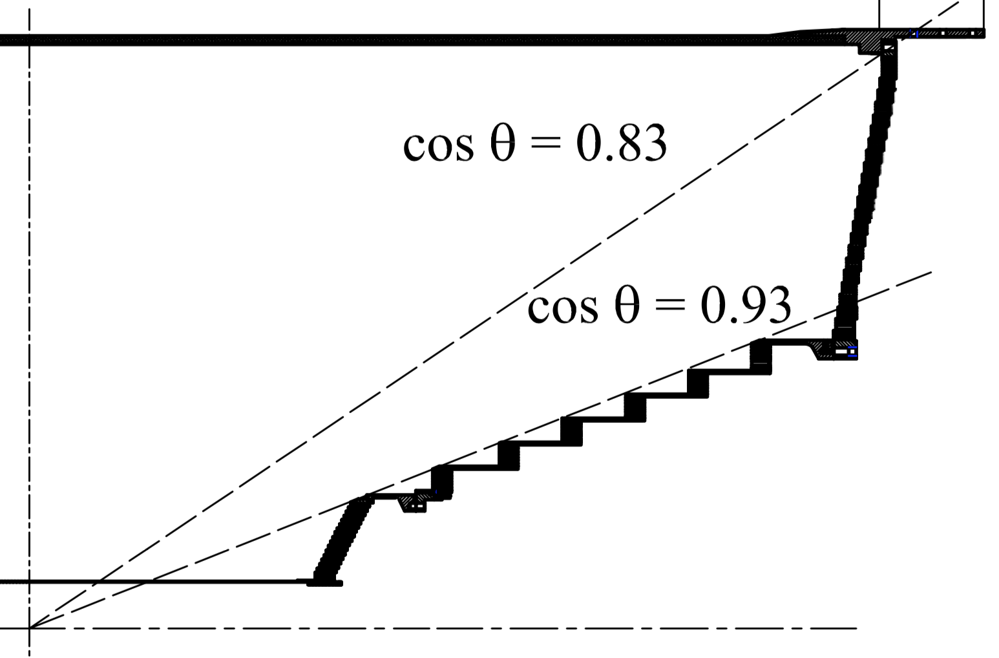 cos θ = 0.83
cos θ = 0.93